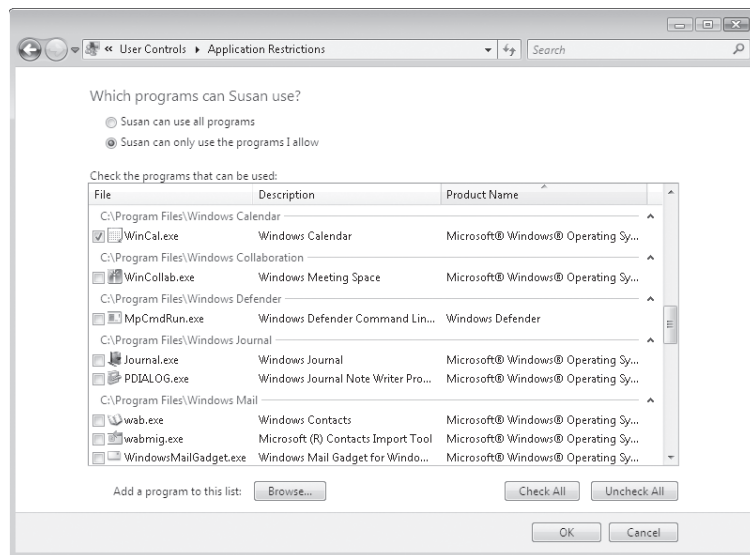 « User Controls ▸ Application Restrictions
Search
Which programs can Susan use?
Susan can use all programs
Susan can only use the programs I allow
Check the programs that can be used:
File Description Product Name
C:\Program Files\Windows Calendar
WinCal.exe Windows Calendar Microsoft® Windows® Operating Sy...
C:\Program Files\Windows Collaboration
WinCollab.exe Windows Meeting Space Microsoft® Windows® Operating Sy...
C:\Program Files\Windows Defender
MpCmdRun.exe Windows Defender Command Lin... Windows Defender
C:\Program Files\Windows Journal
Journal.exe Windows Journal Microsoft® Windows® Operating Sy...
PDIALOG.exe Windows Journal Note Writer Pro... Microsoft® Windows® Operating Sy...
C:\Program Files\Windows Mail
wab.exe Windows Contacts Microsoft® Windows® Operating Sy...
wabmig.exe Microsoft (R) Contacts Import Tool Microsoft® Windows® Operating Sy...
WindowsMailGadget.exe Windows Mail Gadget for Windo... Microsoft® Windows® Operating Sy...
Add a program to this list: Browse... Check All Uncheck All
OK Cancel